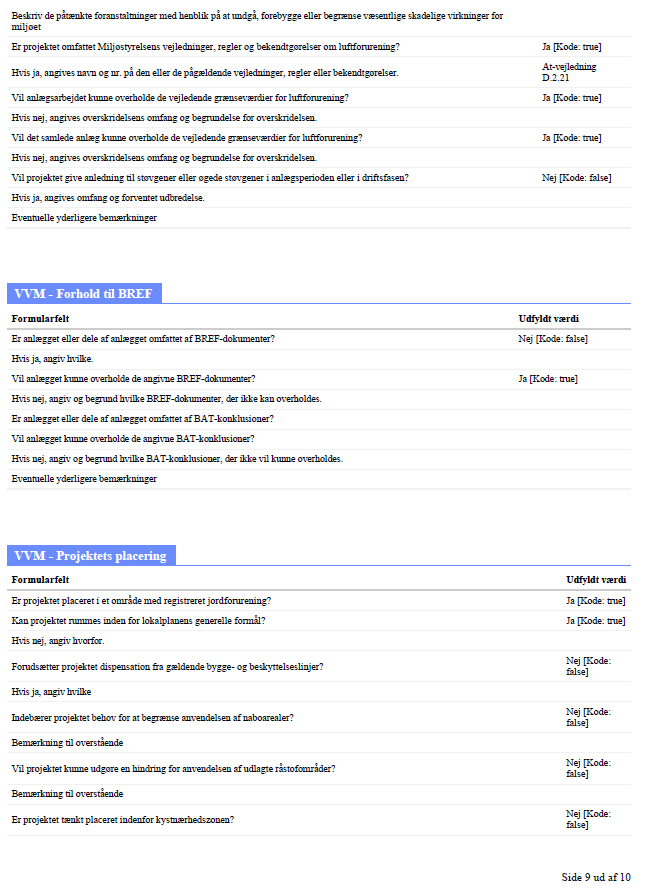 Beskriv de påtænkte foranstaltninger med henblik på at undgå, forebygge eller begrænse væsentlige skadelige virkninger for
miljøet
Er projektet omfattet Miljøstyrelsens vejledninger, regler og bekendtgørelser om luftforurening? Ja [Kode: true]
Hvis ja, angives navn og nr. på den eller de pågældende vejledninger, regler eller bekendtgørelser. At-vejledning
D.2.21
Vil anlægsarbejdet kunne overholde de vejledende grænseværdier for luftforurening? Ja [Kode: true]
Hvis nej, angives overskridelsens omfang og begrundelse for overskridelsen.
Vil det samlede anlæg kunne overholde de vejledende grænseværdier for luftforurening? Ja [Kode: true]
Hvis nej, angives overskridelsens omfang og begrundelse for overskridelsen.
Vil projektet give anledning til støvgener eller øgede støvgener i anlægsperioden eller i driftsfasen? Nej [Kode: false]
Hvis ja, angives omfang og forventet udbredelse.
Eventuelle yderligere bemærkninger
VVM - Forhold til BREF
Formularfelt Udfyldt værdi
Er anlægget eller dele af anlægget omfattet af BREF-dokumenter? Nej [Kode: false]
Hvis ja, angiv hvilke.
Vil anlægget kunne overholde de angivne BREF-dokumenter? Ja [Kode: true]
Hvis nej, angiv og begrund hvilke BREF-dokumenter, der ikke kan overholdes.
Er anlægget eller dele af anlægget omfattet af BAT-konklusioner?
Vil anlægget kunne overholde de angivne BAT-konklusioner?
Hvis nej, angiv og begrund hvilke BAT-konklusioner, der ikke vil kunne overholdes.
Eventuelle yderligere bemærkninger
VVM - Projektets placering
Formularfelt Udfyldt værdi
Er projektet placeret i et område med registreret jordforurening? Ja [Kode: true]
Kan projektet rummes inden for lokalplanens generelle formål? Ja [Kode: true]
Hvis nej, angiv hvorfor.
Forudsætter projektet dispensation fra gældende bygge- og beskyttelseslinjer? Nej [Kode:
false]
Hvis ja, angiv hvilke
Indebærer projektet behov for at begrænse anvendelsen af naboarealer? Nej [Kode:
false]
Bemærkning til overstående
Vil projektet kunne udgøre en hindring for anvendelsen af udlagte råstofområder? Nej [Kode:
false]
Bemærkning til overstående
Er projektet tænkt placeret indenfor kystnærhedszonen? Nej [Kode:
false]
Side 9 ud af 10